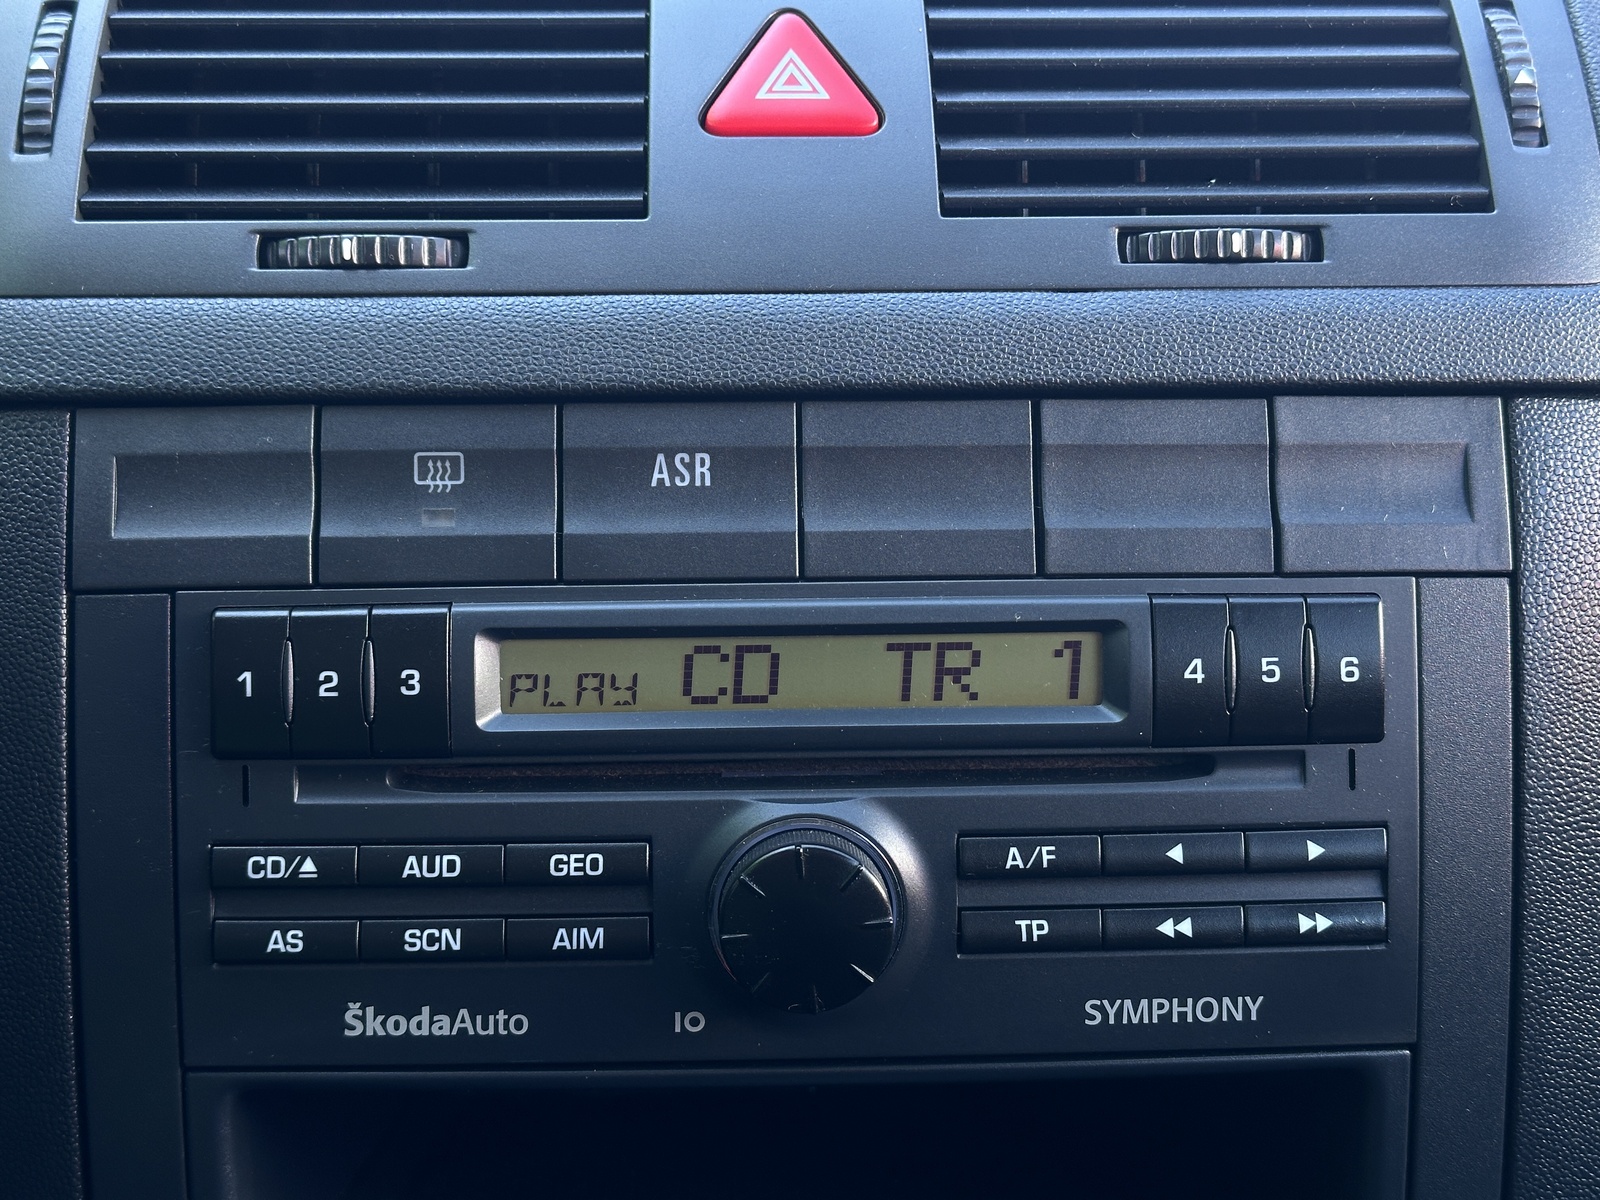 ASR
1 2 3
PLAY CD TR 1
4 5 6
CD/ AUD GEO
AS SCN AIM
A/F
TP
ŠkodaAuto
IO
SYMPHONY